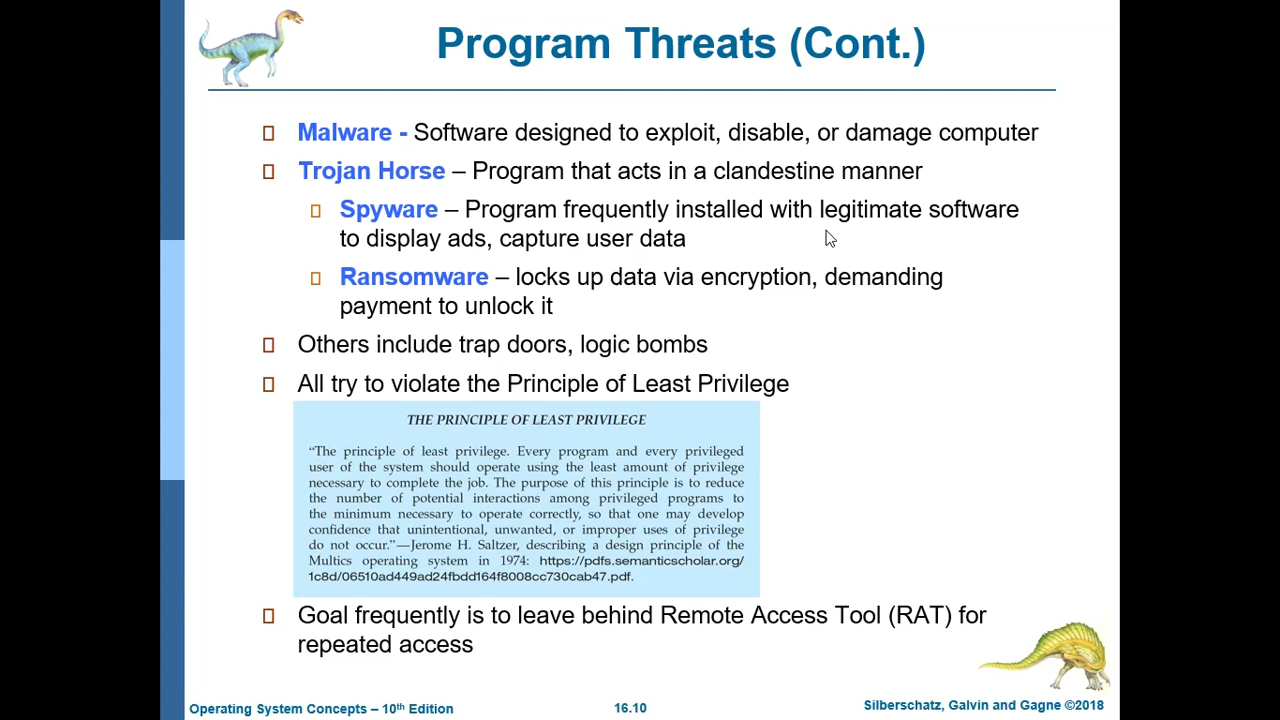 Program Threats (Cont.)
Malware - Software designed to exploit, disable, or damage computer
Trojan Horse – Program that acts in a clandestine manner
Spyware – Program frequently installed with legitimate software
to display ads, capture user data
Ransomware – locks up data via encryption, demanding
payment to unlock it
Others include trap doors, logic bombs
All try to violate the Principle of Least Privilege
THE PRINCIPLE OF LEAST PRIVILEGE
“The principle of least privilege. Every program and every privileged
user of the system should operate using the least amount of privilege
necessary to complete the job. The purpose of this principle is to reduce
the number of potential interactions among privileged programs to
the minimum necessary to operate correctly, so that one may develop
confidence that unintentional, unwanted, or improper uses of privilege
do not occur.”—Jerome H. Saltzer, describing a design principle of the
Multics operating system in 1974: https://pdfs.semanticscholar.org/
1c8d/06510ad449ad24fbdd164f8008cc730cab47.pdf.
Goal frequently is to leave behind Remote Access Tool (RAT) for
repeated access
Operating System Concepts – 10th Edition
16.10
Silberschatz, Galvin and Gagne ©2018